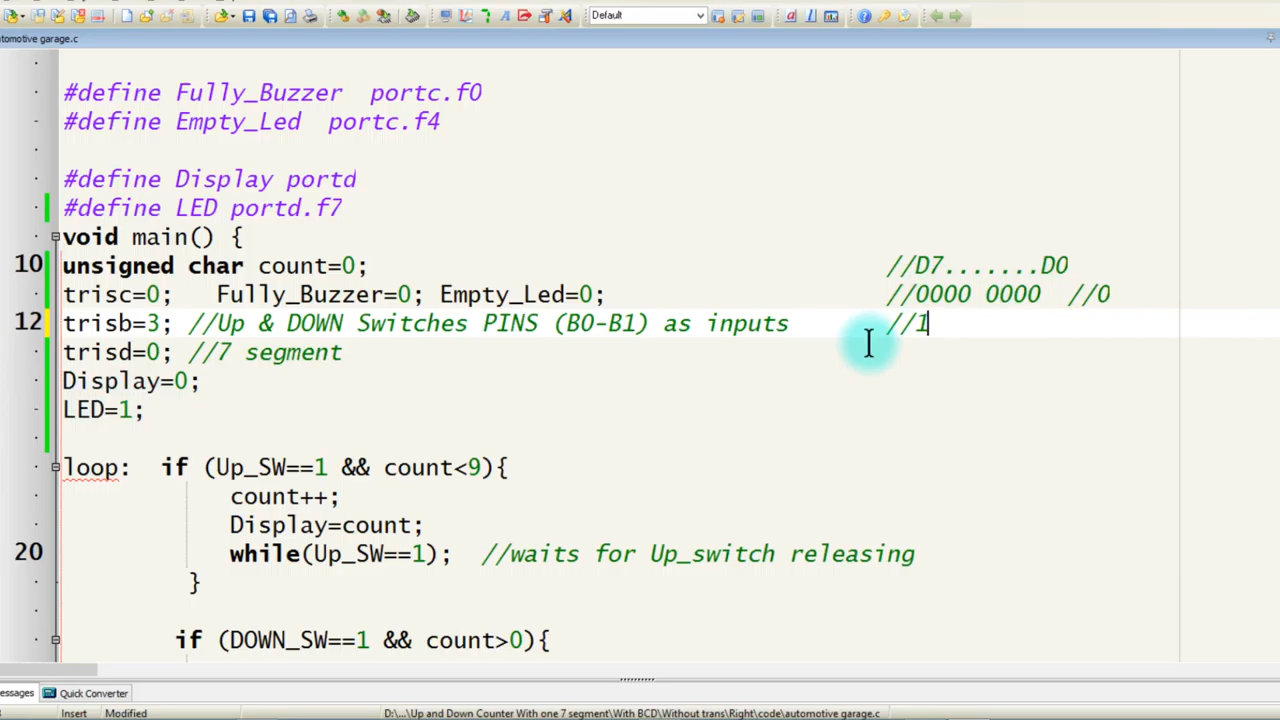 Default
utomotive garage.c
#define Fully_Buzzer  portc.f0
#define Empty_Led  portc.f4
#define Display portd
#define LED portd.f7
void main() {
10 unsigned char count=0; //D7.......D0
trisc=0;   Fully_Buzzer=0; Empty_Led=0; //0000 0000  //0
12 trisb=3; //Up & DOWN Switches PINS (B0-B1) as inputs //1
trisd=0; //7 segment
Display=0;
LED=1;
loop:  if (Up_SW==1 && count<9){
count++;
Display=count;
20 while(Up_SW==1);  //waits for Up_switch releasing
}
if (DOWN_SW==1 && count>0){
essages Quick Converter
Insert Modified D:\...\Up and Down Counter With one 7 segment\With BCD\Without trans\Right\code\automotive garage.c